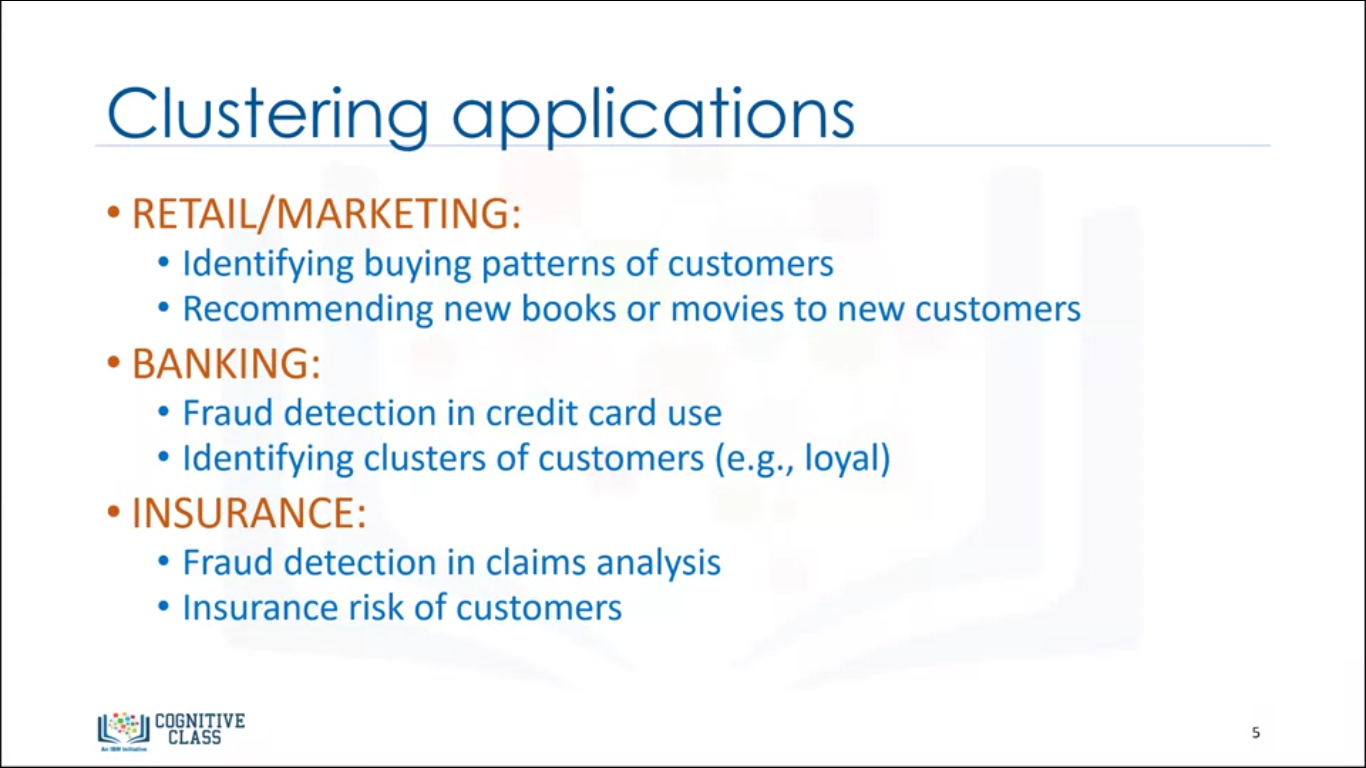 Clustering applications
• RETAIL/MARKETING:
• Identifying buying patterns of customers
• Recommending new books or movies to new customers
• BANKING:
• Fraud detection in credit card use
• Identifying clusters of customers (e.g., loyal)
• INSURANCE:
• Fraud detection in claims analysis
• Insurance risk of customers
COGNITIVE
CLASS
An IBM Initiative
5